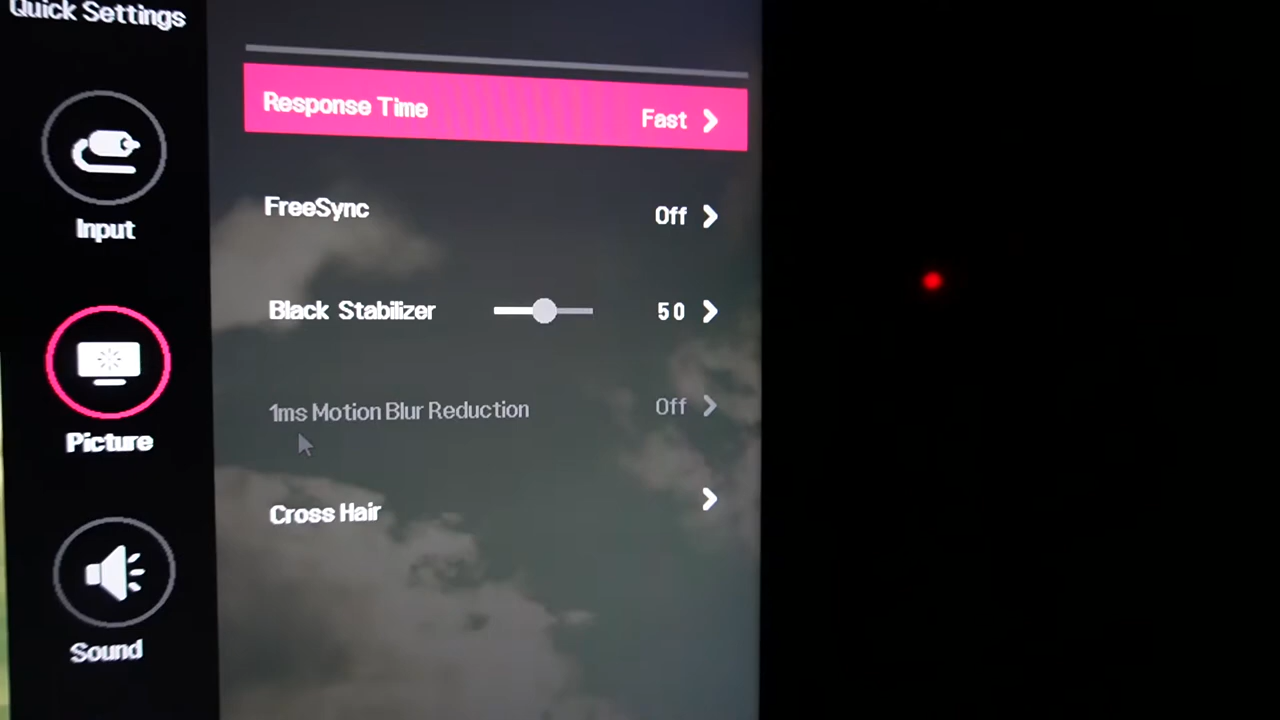 Quick Settings
Input
Picture
Sound
Response Time Fast
FreeSync Off
Black Stabilizer 50
1ms Motion Blur Reduction Off
Cross Hair